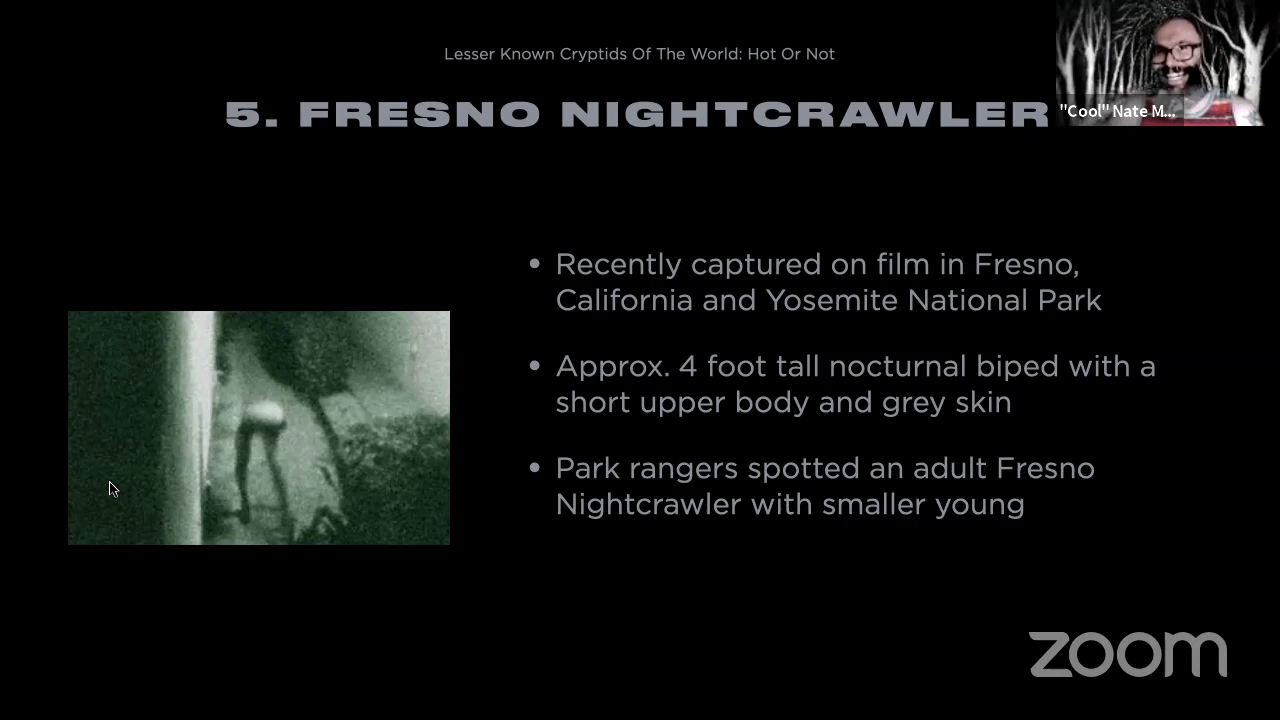 Lesser Known Cryptids Of The World: Hot Or Not
5. FRESNO NIGHTCRAWLER
"Cool" Nate M...
• Recently captured on film in Fresno,
California and Yosemite National Park
• Approx. 4 foot tall nocturnal biped with a
short upper body and grey skin
• Park rangers spotted an adult Fresno
Nightcrawler with smaller young
zoom